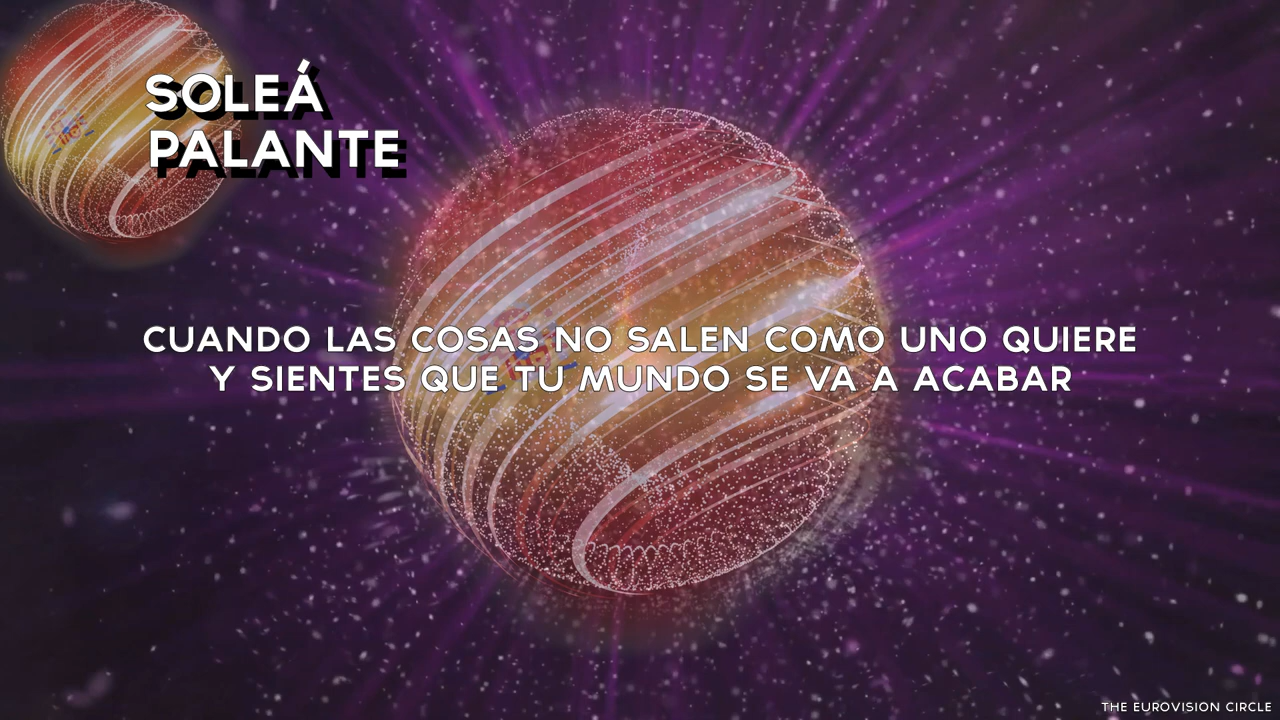 SOLEÁ
PALANTE
CUANDO LAS COSAS NO SALEN COMO UNO QUIERE
Y SIENTES QUE TU MUNDO SE VA A ACABAR
THE EUROVISION CIRCLE